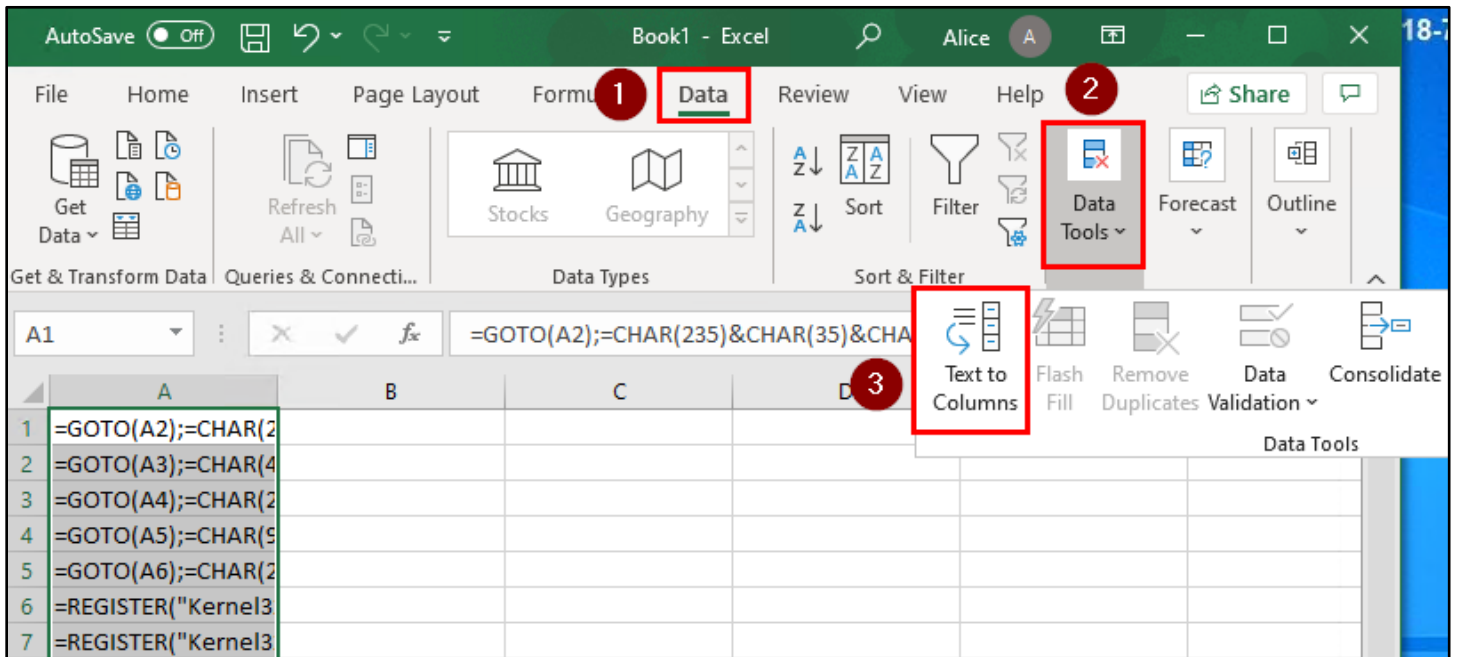 AutoSave Off Book1 - Excel Alice A 18-7
File Home Insert Page Layout Formu 1 Data Review View Help 2 Share
Get Data
Refresh All
Stocks Geography
A Z
Z A
Z A A Z
Sort
Filter
Data Tools
Forecast
Outline
Get & Transform Data Queries & Connecti... Data Types Sort & Filter
A1 fx =GOTO(A2);=CHAR(235)&CHAR(35)&CHA
3 Text to Columns
Flash Fill
Remove Duplicates
Data Validation
Consolidate
Data Tools
A B C D
1 =GOTO(A2);=CHAR(2
2 =GOTO(A3);=CHAR(4
3 =GOTO(A4);=CHAR(2
4 =GOTO(A5);=CHAR(9
5 =GOTO(A6);=CHAR(2
6 =REGISTER("Kernel3
7 =REGISTER("Kernel3